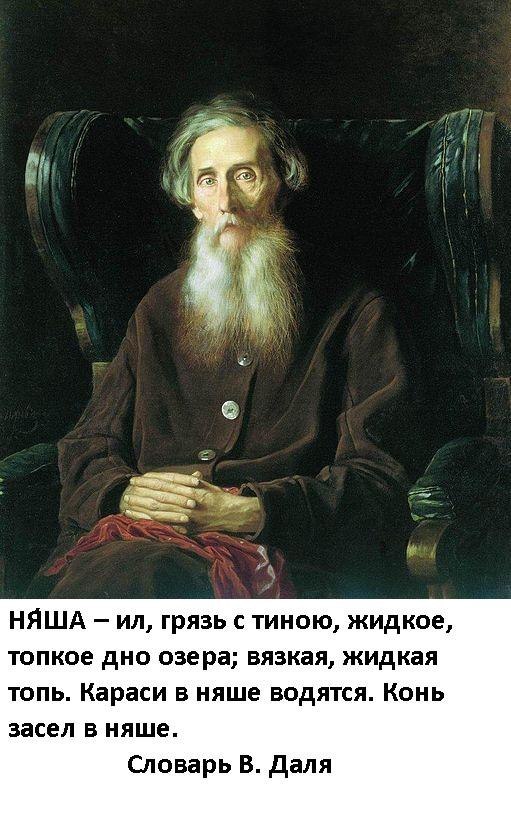 НЯ́ША – ил, грязь с тиною, жидкое,
топкое дно озера; вязкая, жидкая
топь. Караси в няше водятся. Конь
засел в няше.
Словарь В. Даля